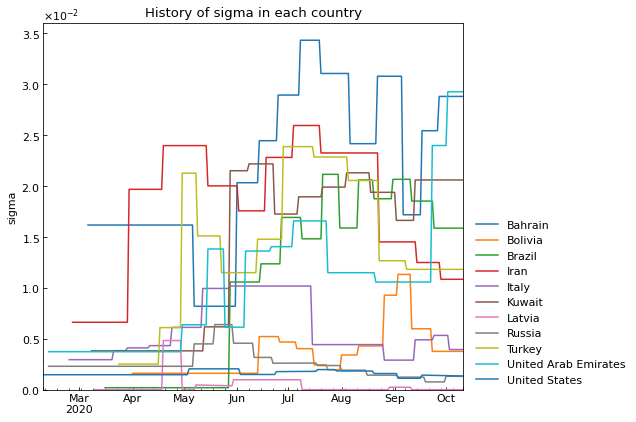 History of sigma in each country
×10⁻²
3.5
3.0
2.5
2.0
1.5
1.0
0.5
0.0
sigma
Mar Apr May Jun Jul Aug Sep Oct
2020
Bahrain
Bolivia
Brazil
Iran
Italy
Kuwait
Latvia
Russia
Turkey
United Arab Emirates
United States